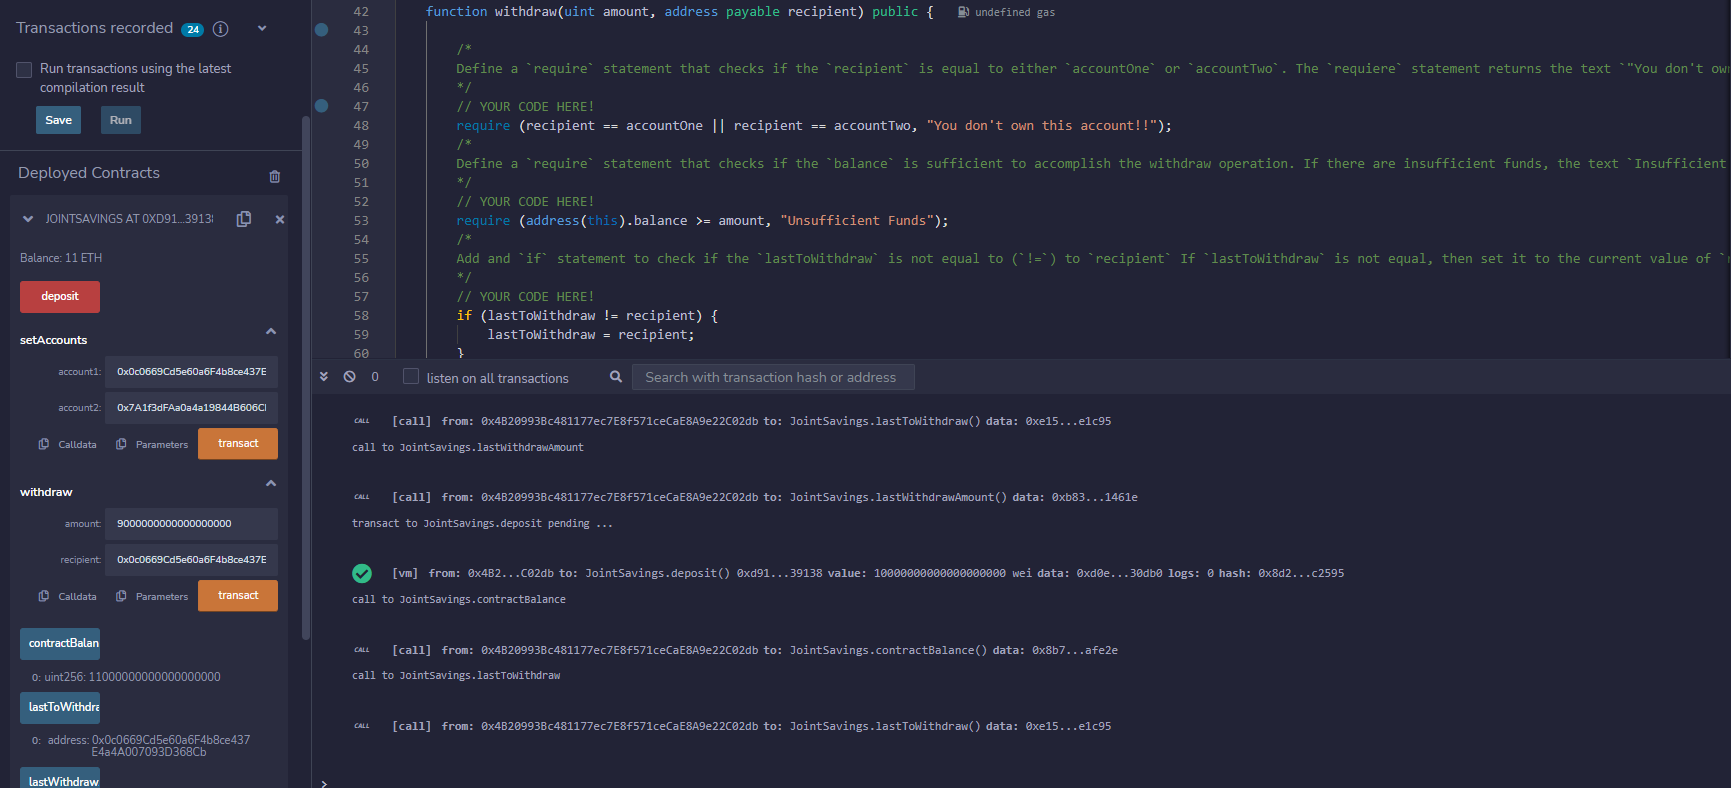 Transactions recorded 24 i
Run transactions using the latest
compilation result
Save Run
Deployed Contracts
JOINTSAVINGS AT 0XD91...39138
Balance: 11 ETH
deposit
setAccounts
account1: 0x0c0669Cd5e60a6F4b8ce437E
account2: 0x7A1f3dFAa0a4a19844B606C
Calldata Parameters transact
withdraw
amount: 9000000000000000000
recipient: 0x0c0669Cd5e60a6F4b8ce437E
Calldata Parameters transact
contractBalan
0: uint256: 11000000000000000000
lastToWithdra
0: address: 0x0c0669Cd5e60a6F4b8ce437
E4a4A007093D368Cb
lastWithdraw
42 function withdraw(uint amount, address payable recipient) public { undefined gas
43
44 /*
45 Define a `require` statement that checks if the `recipient` is equal to either `accountOne` or `accountTwo`. The `requiere` statement returns the text `"You don't ow
46 */
47 // YOUR CODE HERE!
48 require (recipient == accountOne || recipient == accountTwo, "You don't own this account!!");
49 /*
50 Define a `require` statement that checks if the `balance` is sufficient to accomplish the withdraw operation. If there are insufficient funds, the text `Insufficient
51 */
52 // YOUR CODE HERE!
53 require (address(this).balance >= amount, "Unsufficient Funds");
54 /*
55 Add and `if` statement to check if the `lastToWithdraw` is not equal to (`!=`) to `recipient` If `lastToWithdraw` is not equal, then set it to the current value of `
56 */
57 // YOUR CODE HERE!
58 if (lastToWithdraw != recipient) {
59 lastToWithdraw = recipient;
60 }
0 listen on all transactions Search with transaction hash or address
CALL [call] from: 0x4B20993Bc481177ec7E8f571ceCaE8A9e22C02db to: JointSavings.lastToWithdraw() data: 0xe15...e1c95
call to JointSavings.lastWithdrawAmount
CALL [call] from: 0x4B20993Bc481177ec7E8f571ceCaE8A9e22C02db to: JointSavings.lastWithdrawAmount() data: 0xb83...1461e
transact to JointSavings.deposit pending ...
[vm] from: 0x4B2...C02db to: JointSavings.deposit() 0xd91...39138 value: 10000000000000000000 wei data: 0xd0e...30db0 logs: 0 hash: 0x8d2...c2595
call to JointSavings.contractBalance
CALL [call] from: 0x4B20993Bc481177ec7E8f571ceCaE8A9e22C02db to: JointSavings.contractBalance() data: 0x8b7...afe2e
call to JointSavings.lastToWithdraw
CALL [call] from: 0x4B20993Bc481177ec7E8f571ceCaE8A9e22C02db to: JointSavings.lastToWithdraw() data: 0xe15...e1c95
>